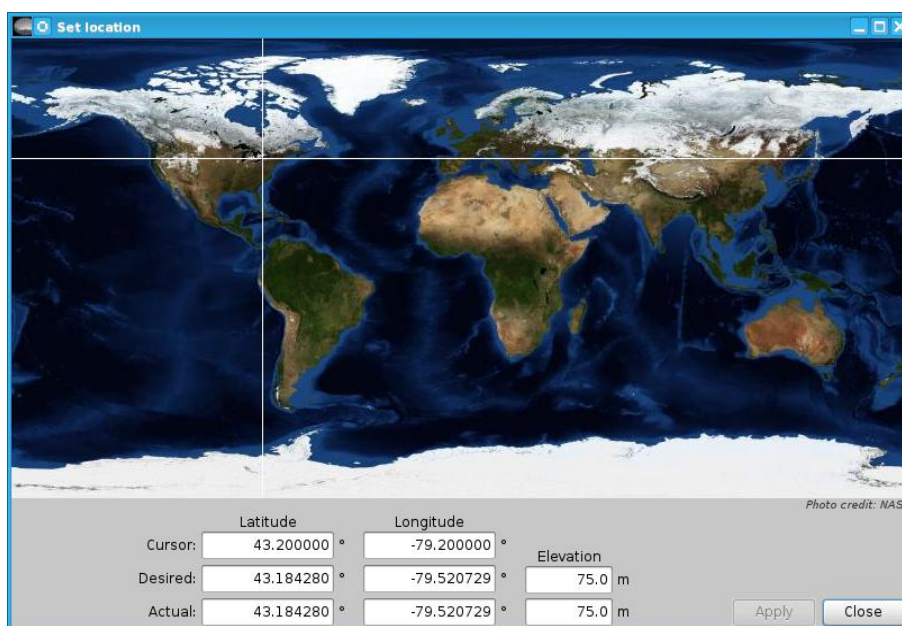 Set location
Photo credit: NAS
Latitude Longitude
Cursor: 43.200000 ° -79.200000 °
Elevation
Desired: 43.184280 ° -79.520729 ° 75.0 m
Actual: 43.184280 ° -79.520729 ° 75.0 m
Apply Close